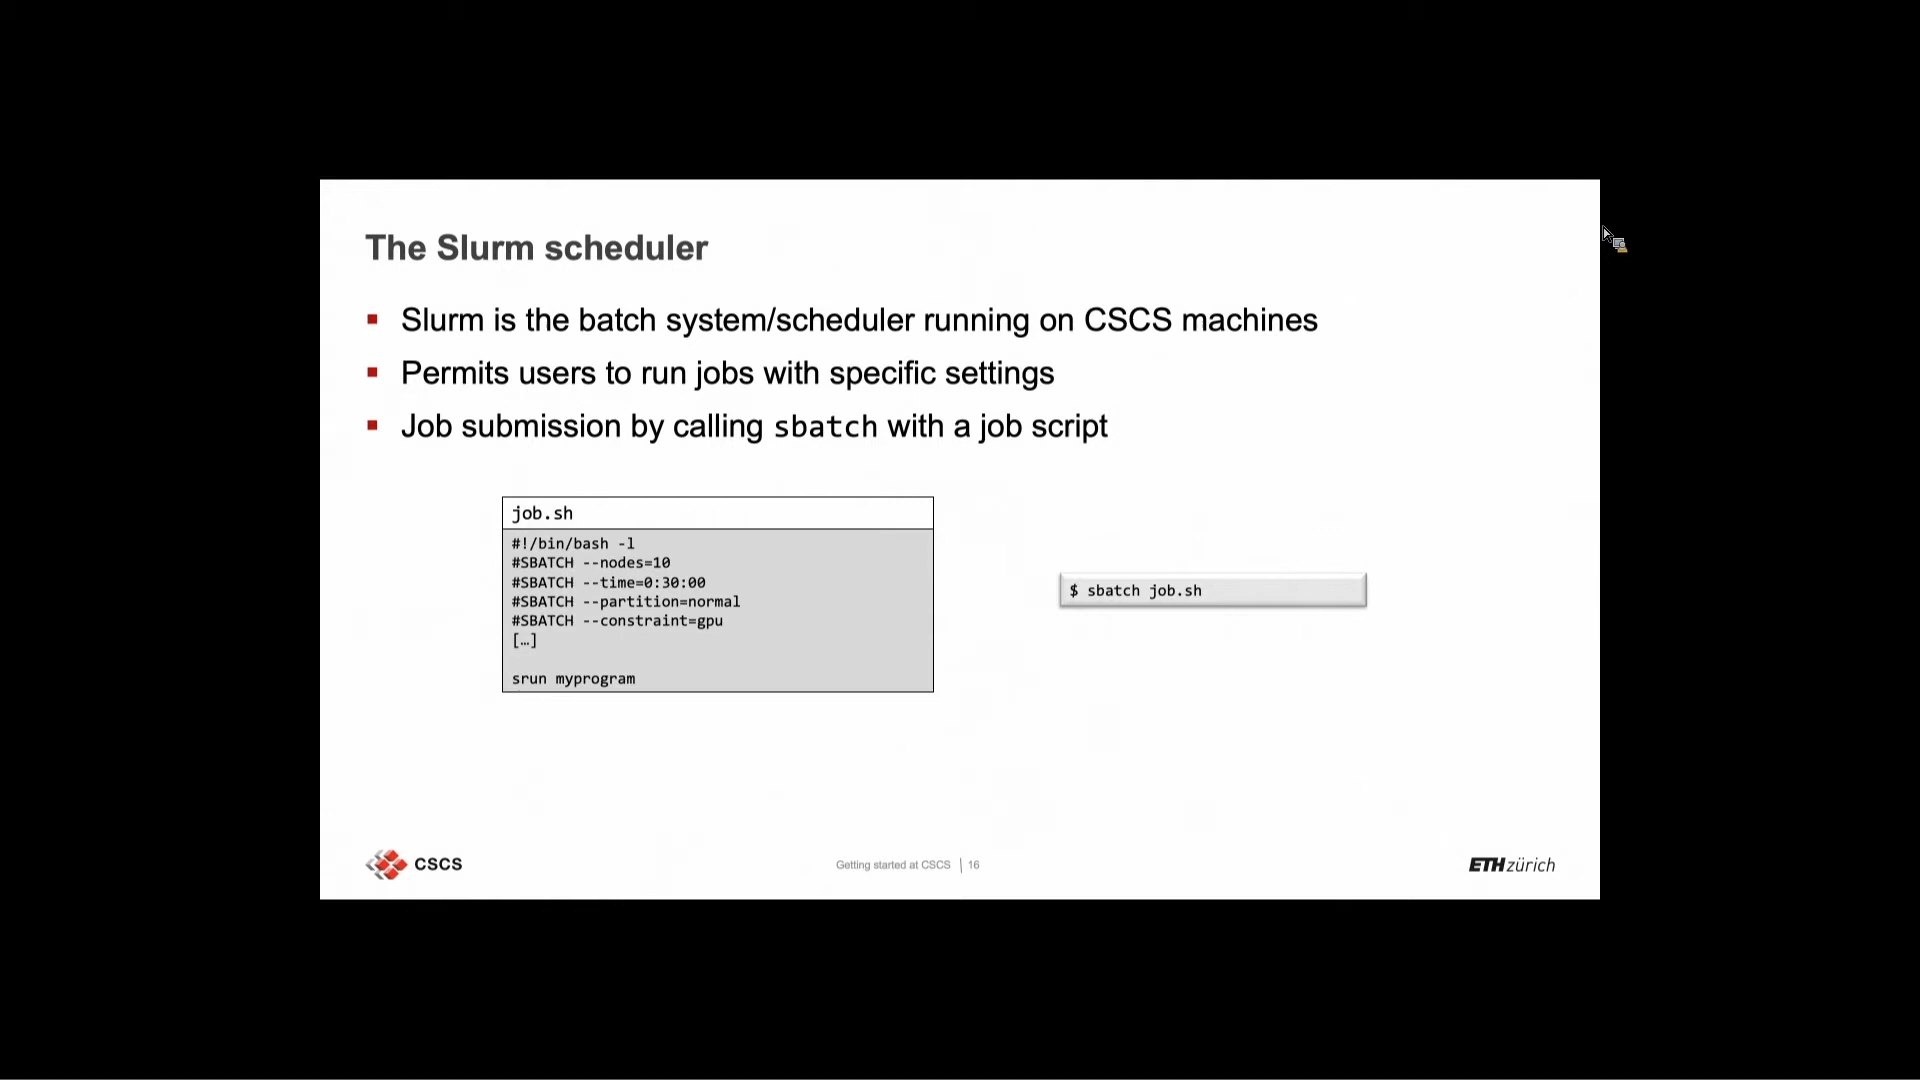 The Slurm scheduler
Slurm is the batch system/scheduler running on CSCS machines
Permits users to run jobs with specific settings
Job submission by calling sbatch with a job script
job.sh
#!/bin/bash -l
#SBATCH --nodes=10
#SBATCH --time=0:30:00
#SBATCH --partition=normal
#SBATCH --constraint=gpu
[…]
srun myprogram
$ sbatch job.sh
CSCS
Getting started at CSCS | 16
ETH zürich